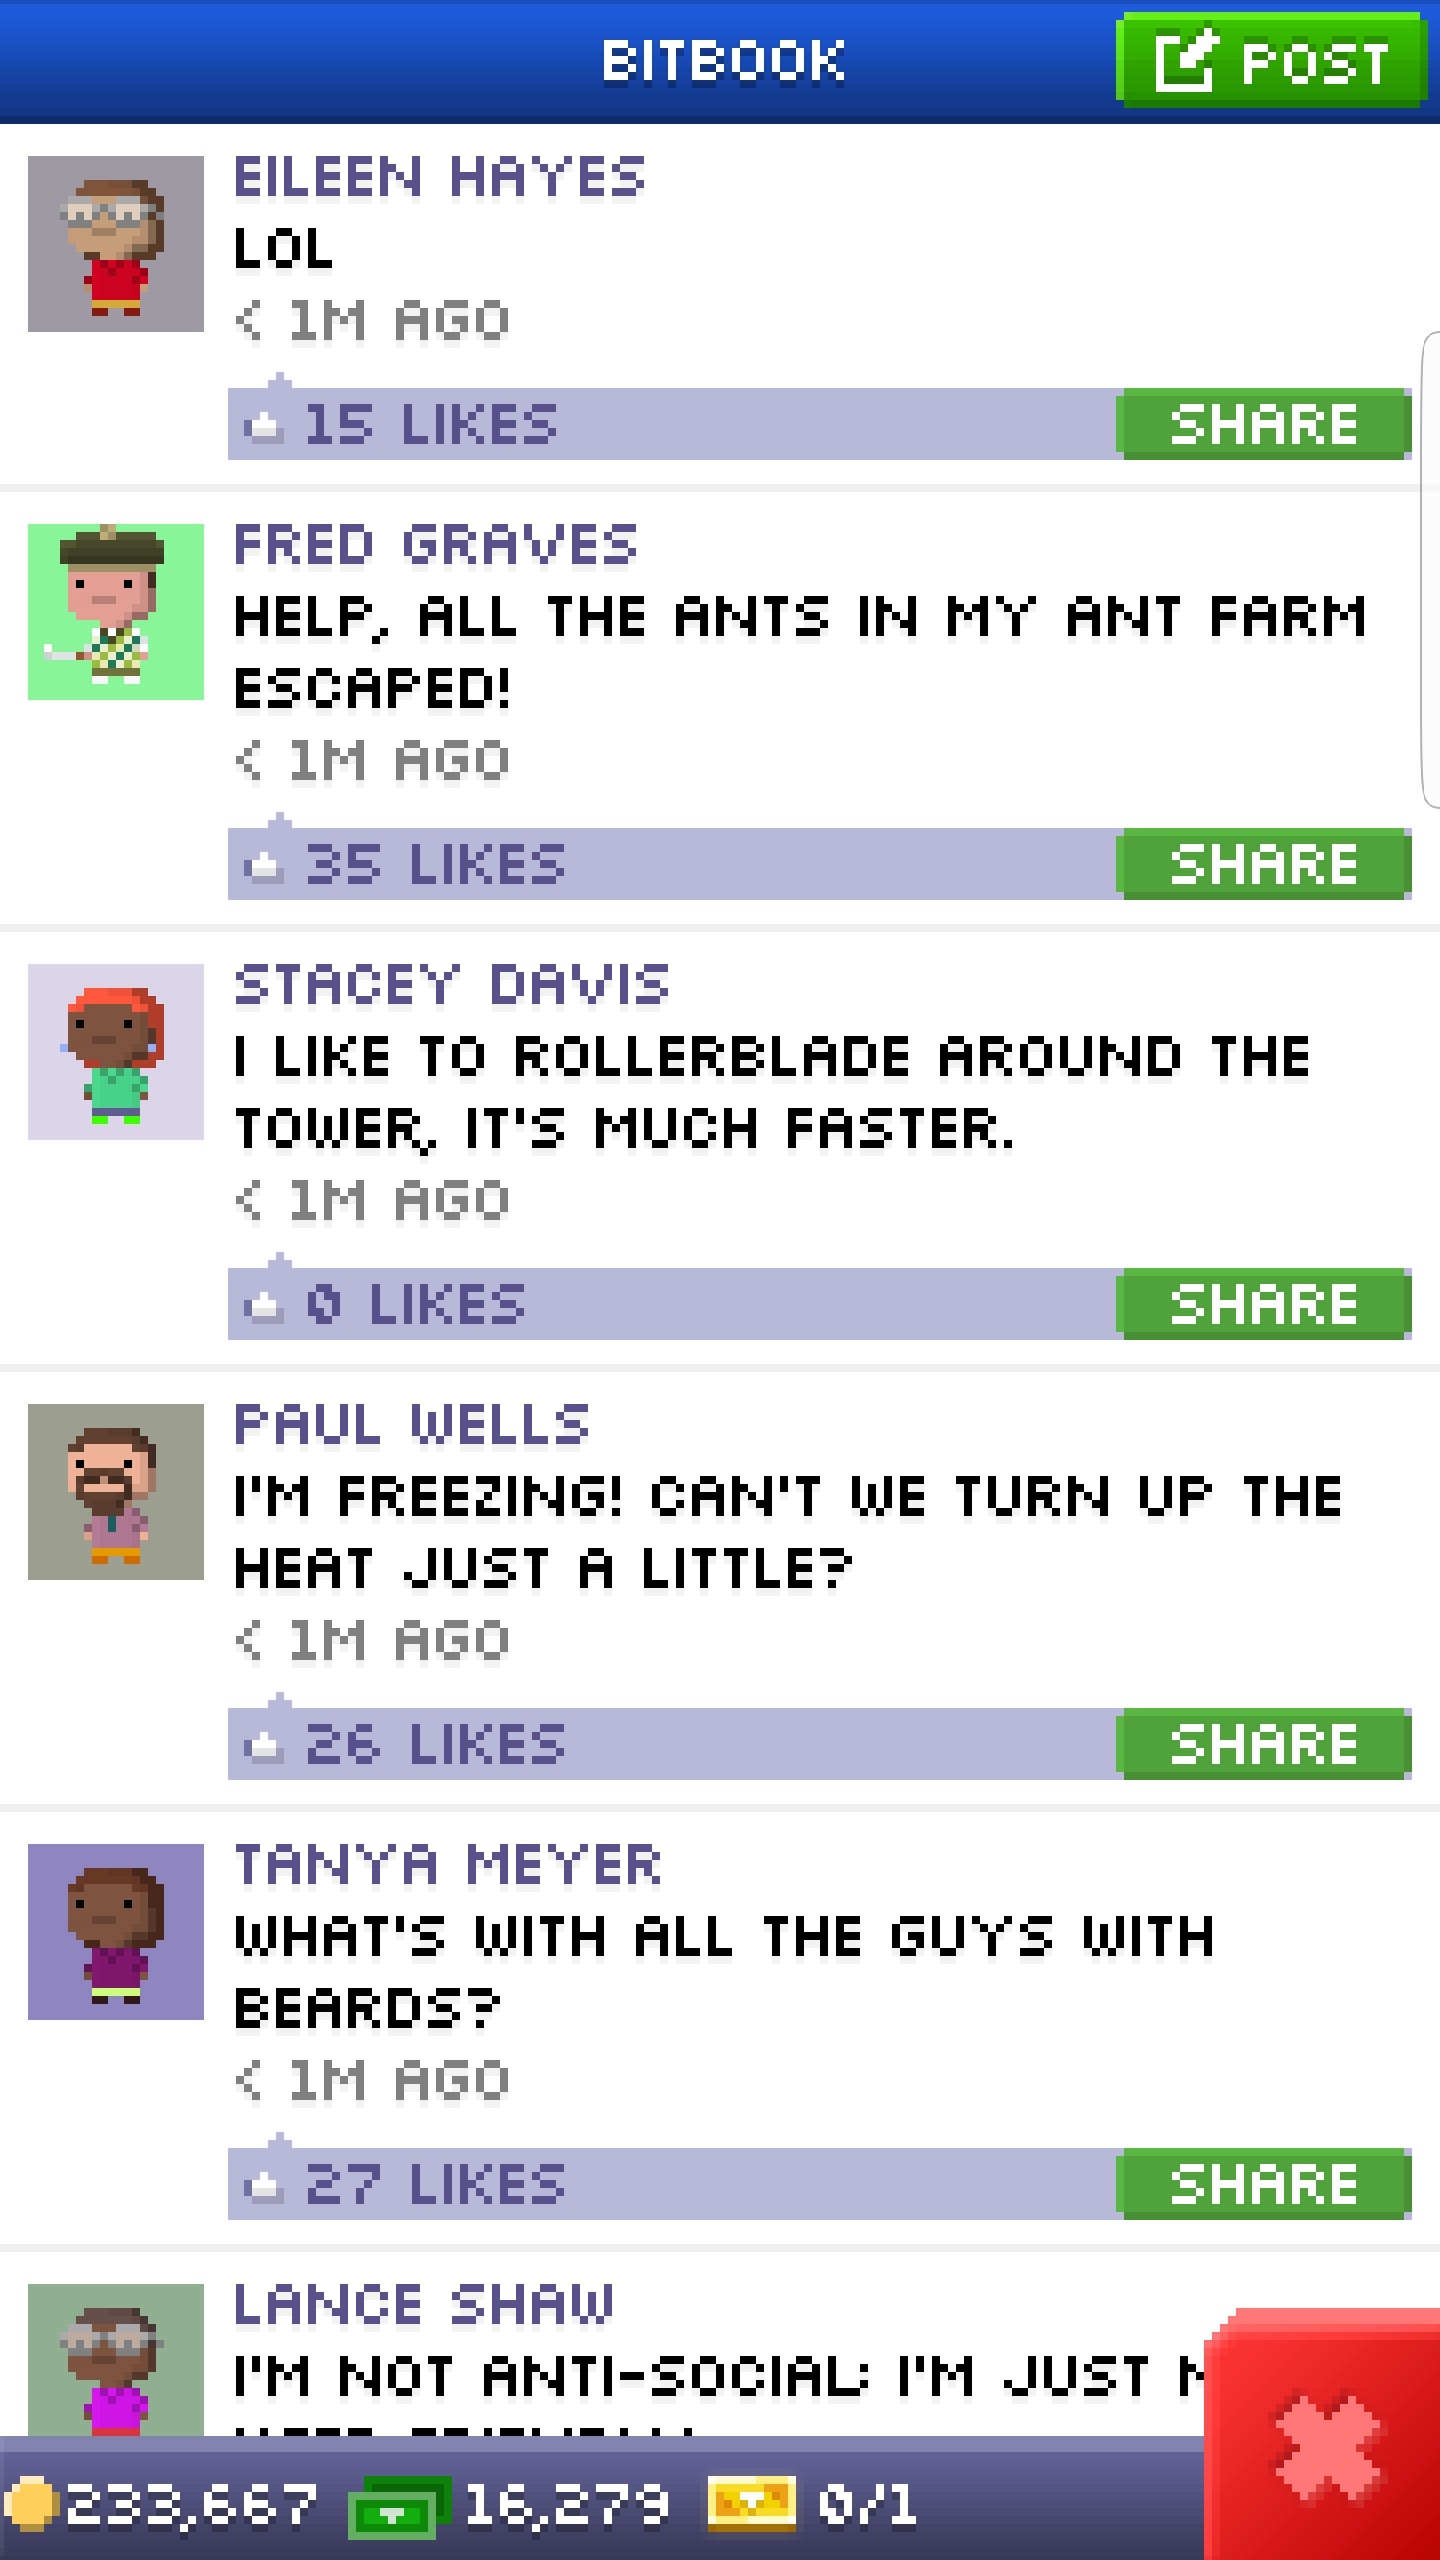 BITBOOK
POST
EILEEN HAYES
LOL
< 1M AGO
15 LIKES
SHARE
FRED GRAVES
HELP, ALL THE ANTS IN MY ANT FARM
ESCAPED!
< 1M AGO
35 LIKES
SHARE
STACEY DAVIS
I LIKE TO ROLLERBLADE AROUND THE
TOWER, IT'S MUCH FASTER.
< 1M AGO
0 LIKES
SHARE
PAUL WELLS
I'M FREEZING! CAN'T WE TURN UP THE
HEAT JUST A LITTLE?
< 1M AGO
26 LIKES
SHARE
TANYA MEYER
WHAT'S WITH ALL THE GUYS WITH
BEARDS?
< 1M AGO
27 LIKES
SHARE
LANCE SHAW
I'M NOT ANTI-SOCIAL: I'M JUST
233,667
16,279
0/1